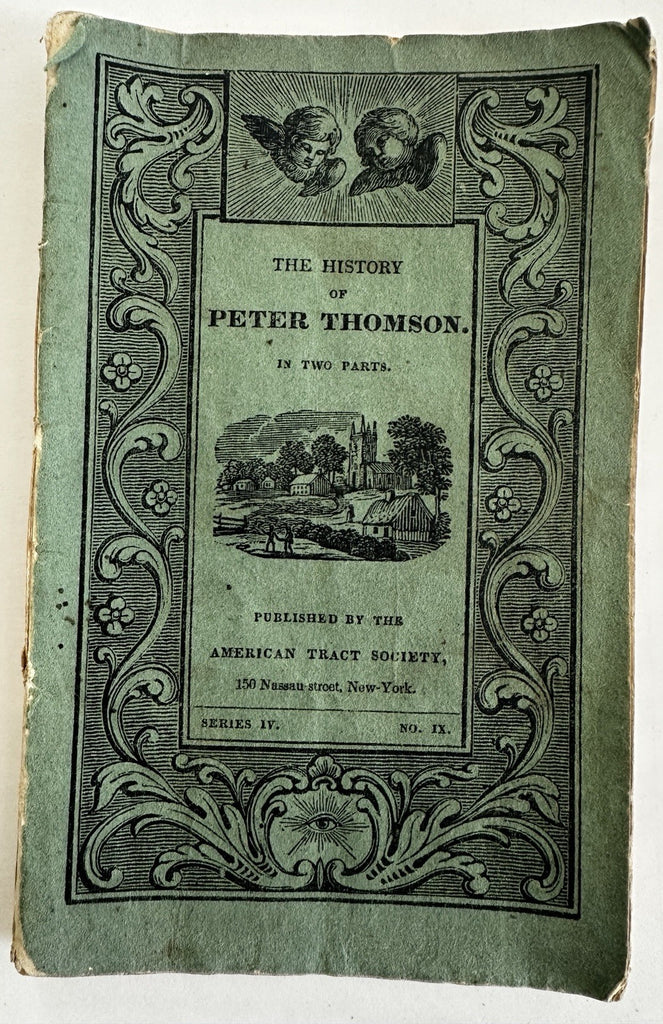 THE HISTORY
OF
PETER THOMSON.
IN TWO PARTS.
PUBLISHED BY THE
AMERICAN TRACT SOCIETY,
150 Nassau-street, New-York.
SERIES IV. NO. IX.